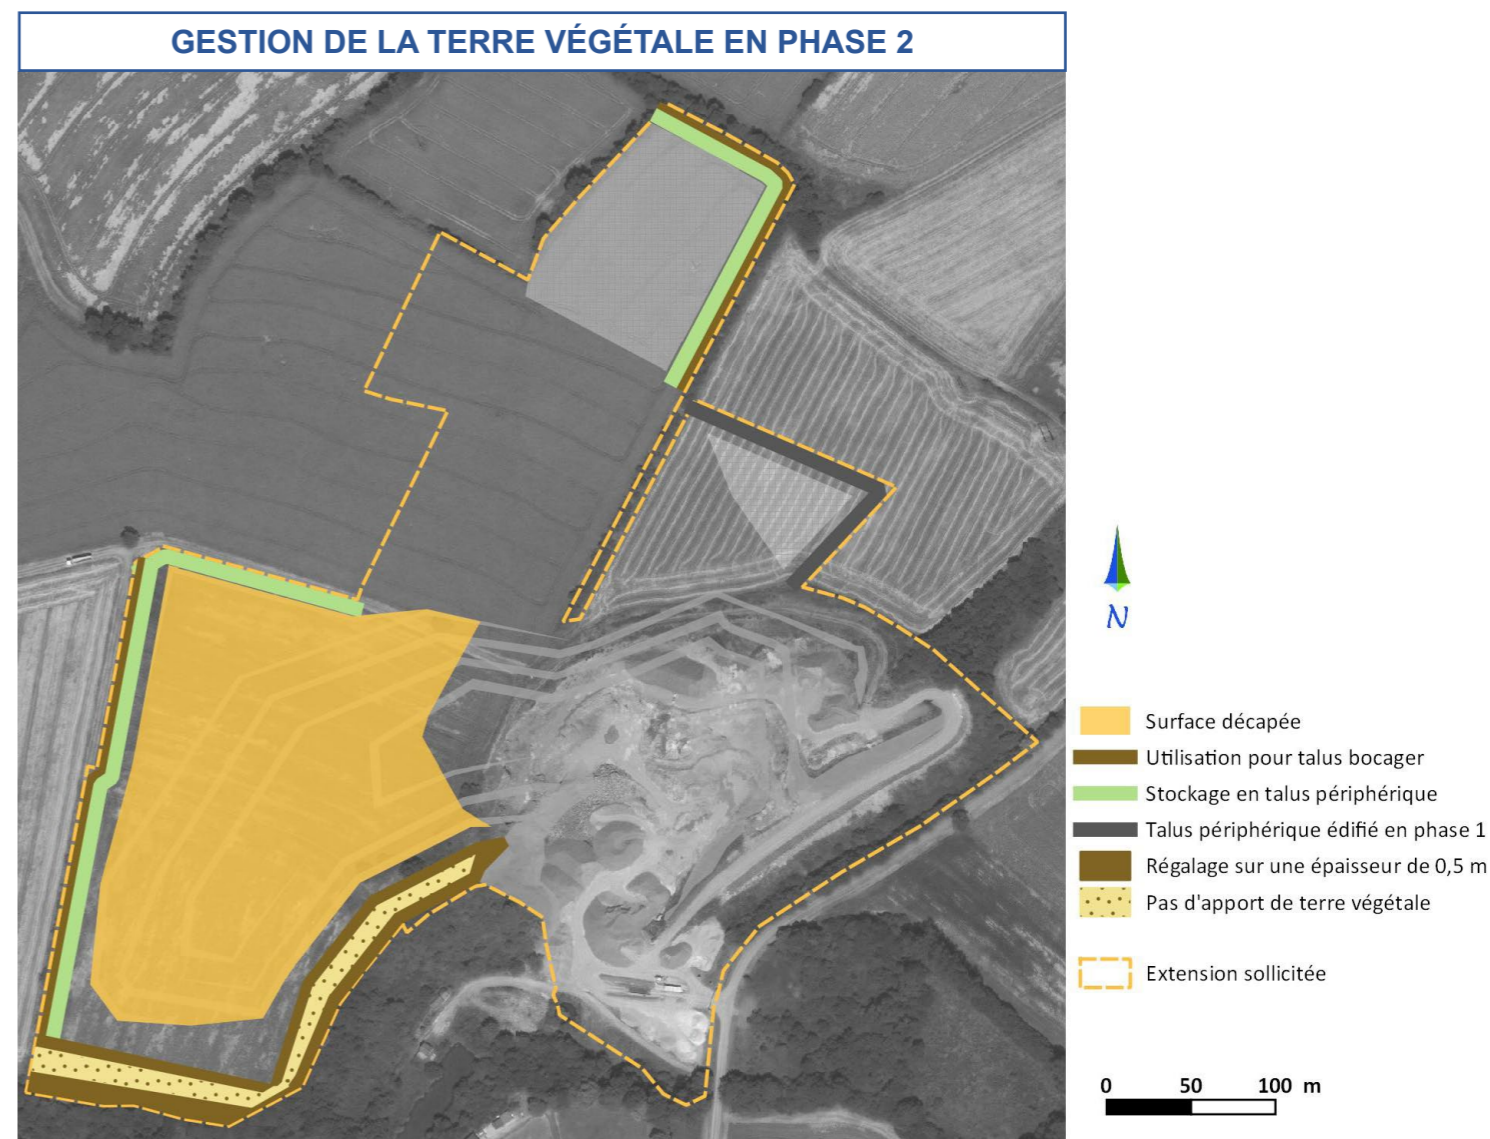 GESTION DE LA TERRE VÉGÉTALE EN PHASE 2
N
Surface décapée
Utilisation pour talus bocager
Stockage en talus périphérique
Talus périphérique édifié en phase 1
Régalage sur une épaisseur de 0,5 m
Pas d'apport de terre végétale
Extension sollicitée
0 50 100 m